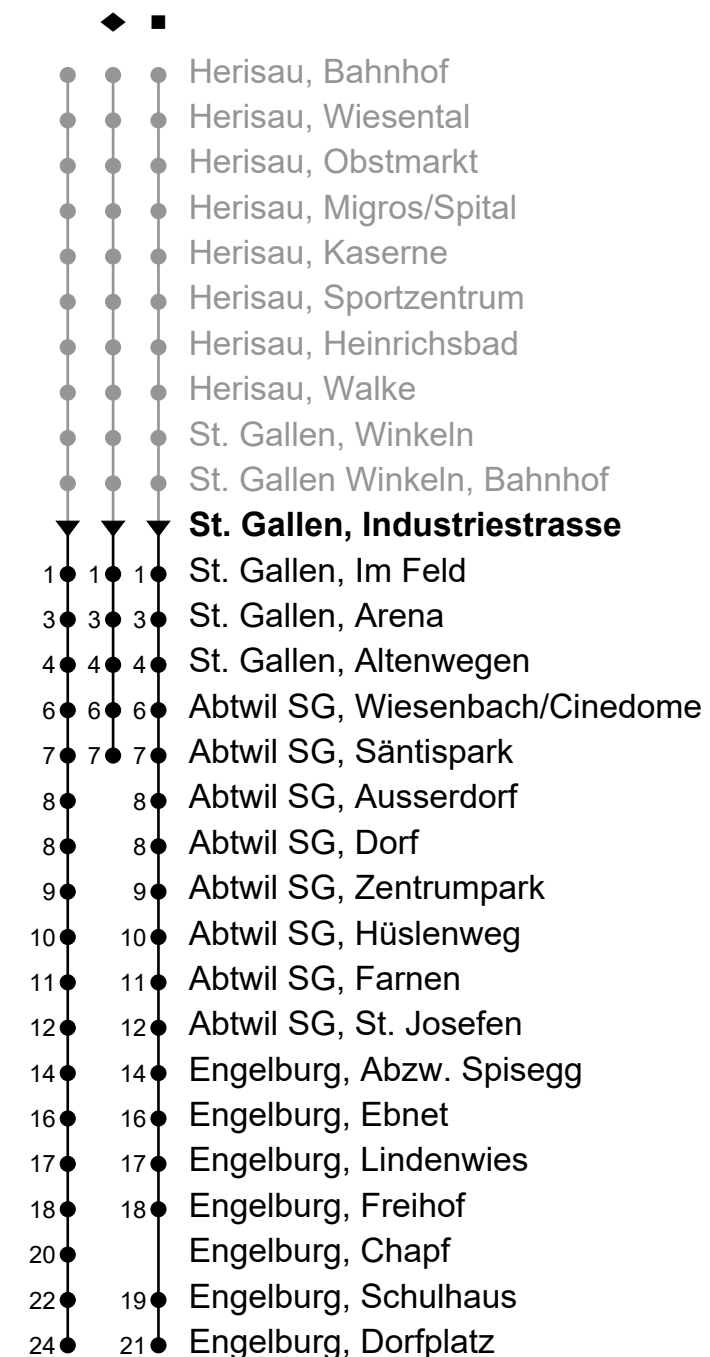 ◆ ■
Herisau, Bahnhof
Herisau, Wiesental
Herisau, Obstmarkt
Herisau, Migros/Spital
Herisau, Kaserne
Herisau, Sportzentrum
Herisau, Heinrichsbad
Herisau, Walke
St. Gallen, Winkeln
St. Gallen Winkeln, Bahnhof
St. Gallen, Industriestrasse
1 1 1 St. Gallen, Im Feld
3 3 3 St. Gallen, Arena
4 4 4 St. Gallen, Altenwegen
6 6 6 Abtwil SG, Wiesenbach/Cinedome
7 7 7 Abtwil SG, Säntispark
8 8 Abtwil SG, Ausserdorf
8 8 Abtwil SG, Dorf
9 9 Abtwil SG, Zentrumpark
10 10 Abtwil SG, Hüslenweg
11 11 Abtwil SG, Farnen
12 12 Abtwil SG, St. Josefen
14 14 Engelburg, Abzw. Spisegg
16 16 Engelburg, Ebnet
17 17 Engelburg, Lindenwies
18 18 Engelburg, Freihof
20 Engelburg, Chapf
22 19 Engelburg, Schulhaus
24 21 Engelburg, Dorfplatz